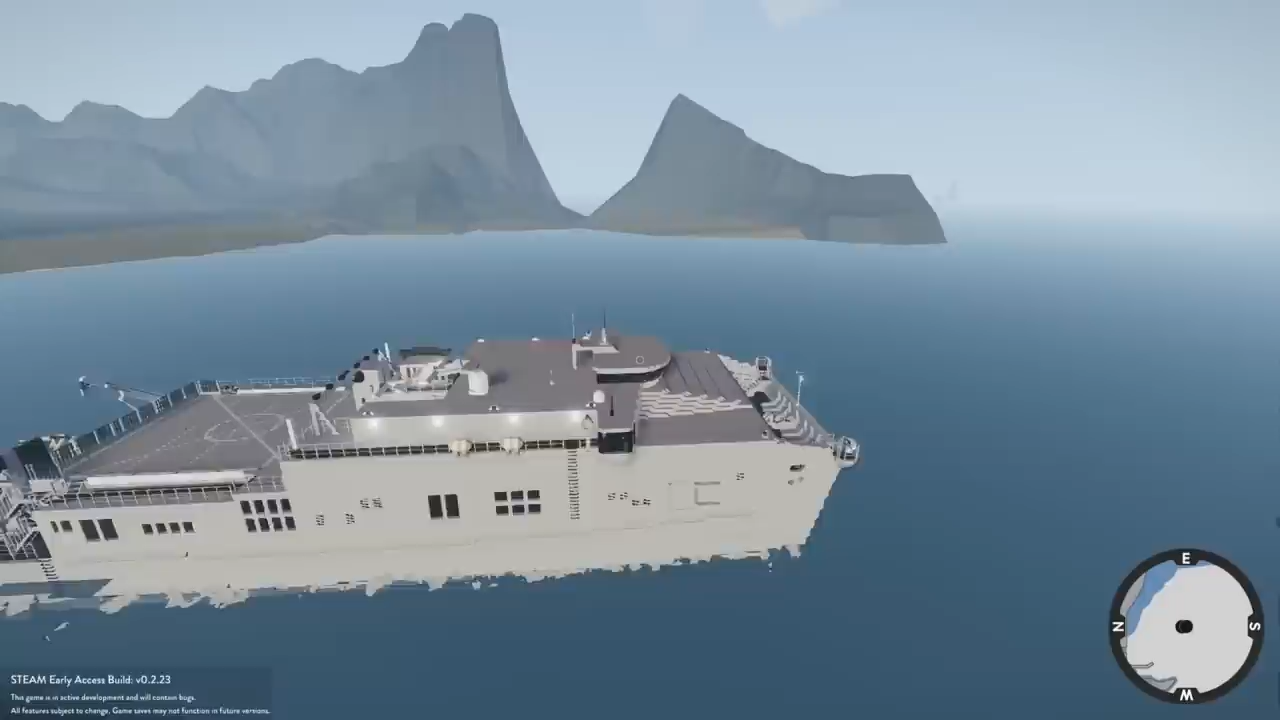 E
N
S
W
STEAM Early Access Build: v0.2.23
This game is in active development and will contain bugs.
All features subject to change. Game saves may not function in future versions.